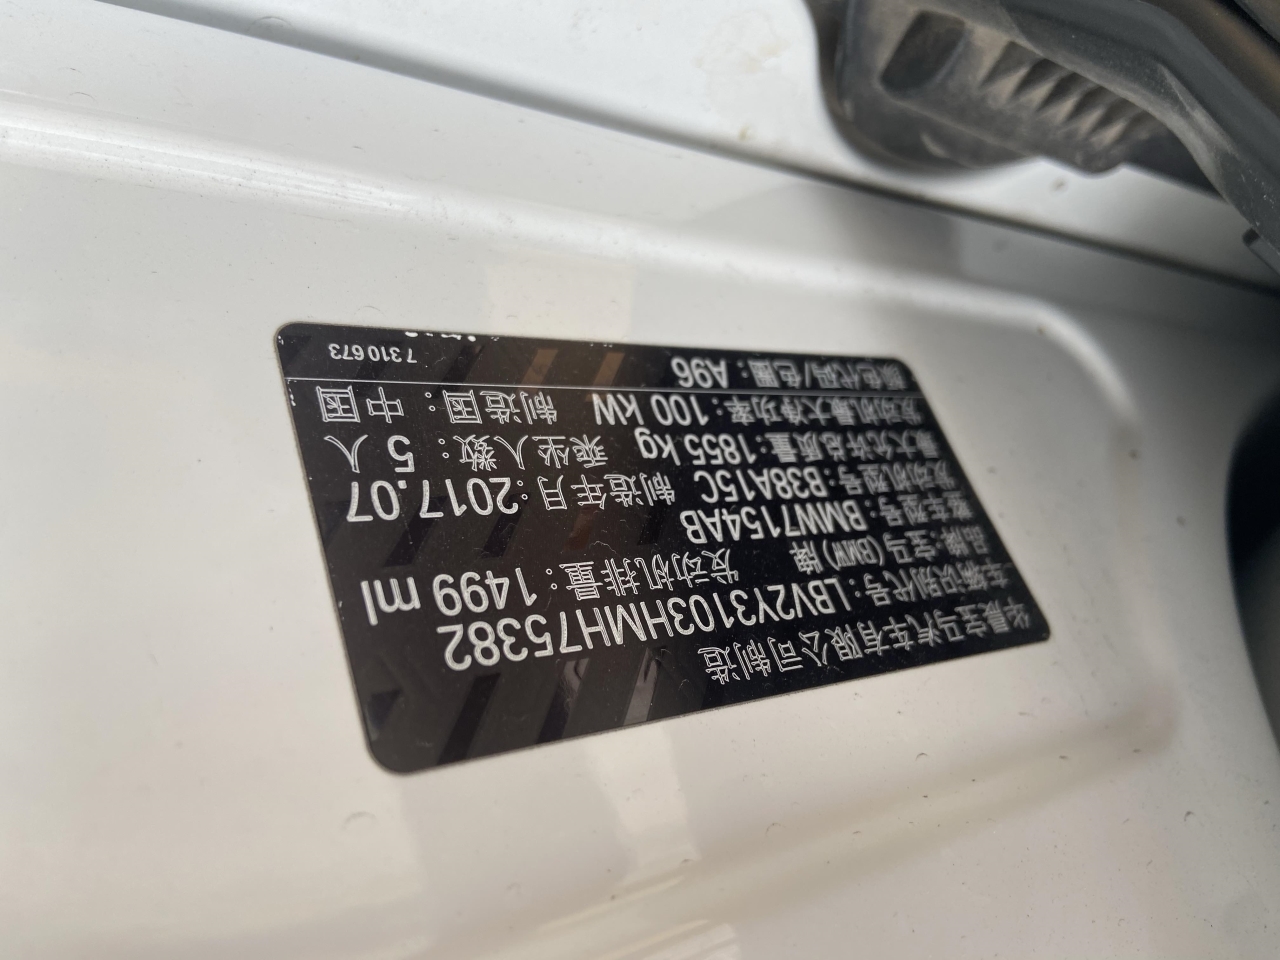 华晨宝马汽车有限公司制造
车辆识别代号：LBV2Y3103HMH75382
品牌：宝马(BMW)牌 发动机排量：1499 ml
整车型号：BMW7154AB
发动机型号：B38A15C 制造年月：2017.07
最大允许总质量：1855 kg 乘坐人数：5 人
发动机最大净功率：100 kW 制造国：中国
颜色代码/色圈：A96
7 310 673